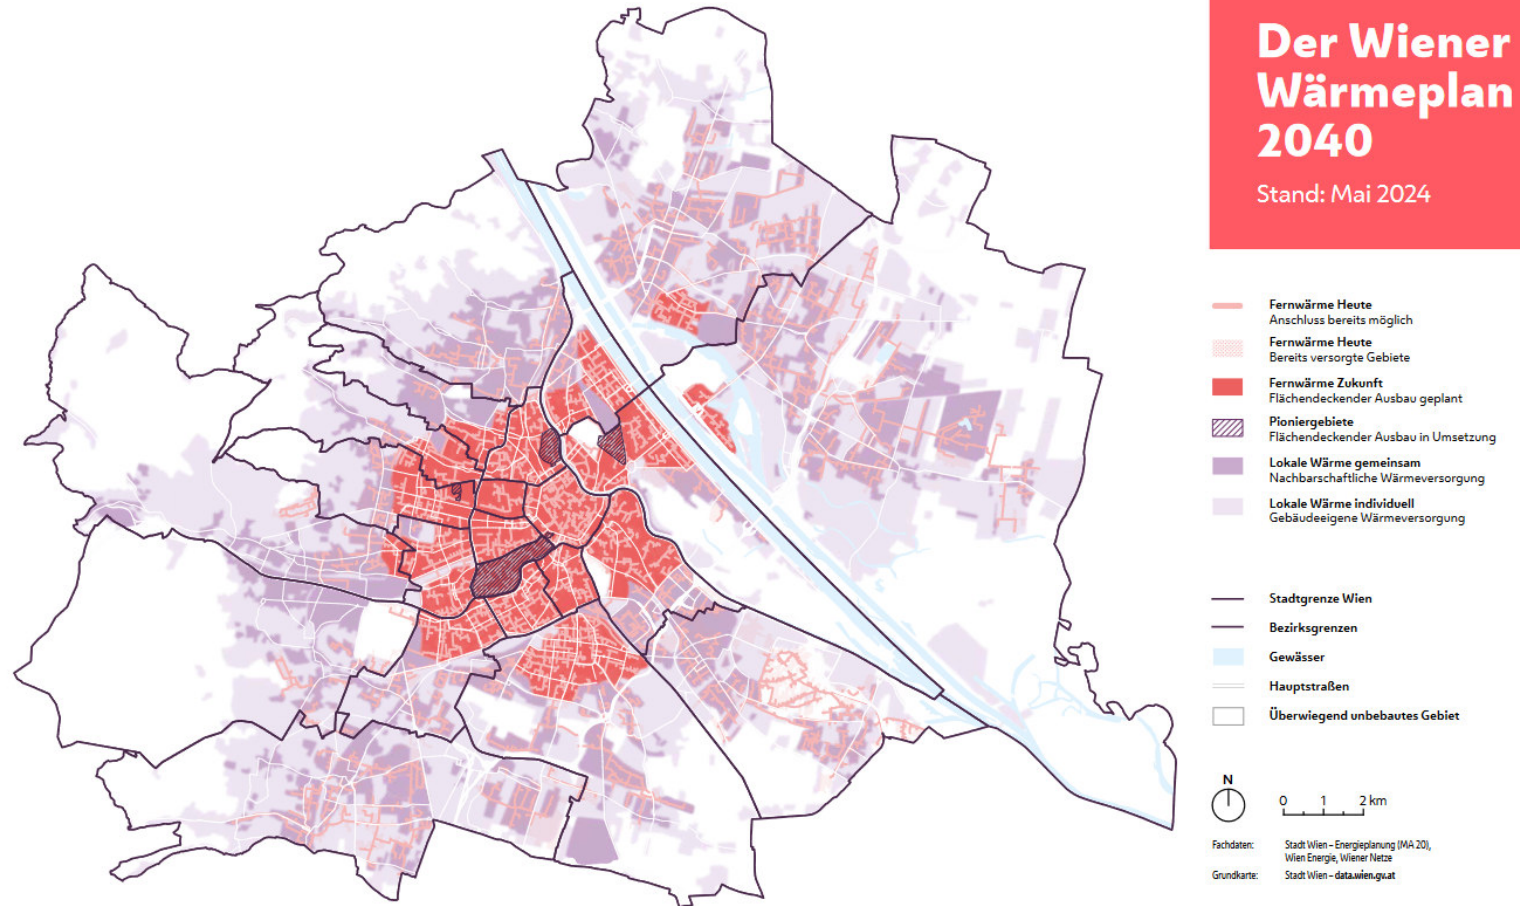 Der Wiener
Wärmeplan
2040
Stand: Mai 2024
Fernwärme Heute
Anschluss bereits möglich
Fernwärme Heute
Bereits versorgte Gebiete
Fernwärme Zukunft
Flächendeckender Ausbau geplant
Pioniergebiete
Flächendeckender Ausbau in Umsetzung
Lokale Wärme gemeinsam
Nachbarschaftliche Wärmeversorgung
Lokale Wärme individuell
Gebäudeeigene Wärmeversorgung
Stadtgrenze Wien
Bezirksgrenzen
Gewässer
Hauptstraßen
Überwiegend unbebautes Gebiet
N
0 1 2 km
Fachdaten: Stadt Wien – Energieplanung (MA 20),
Wien Energie, Wiener Netze
Grundkarte: Stadt Wien – data.wien.gv.at